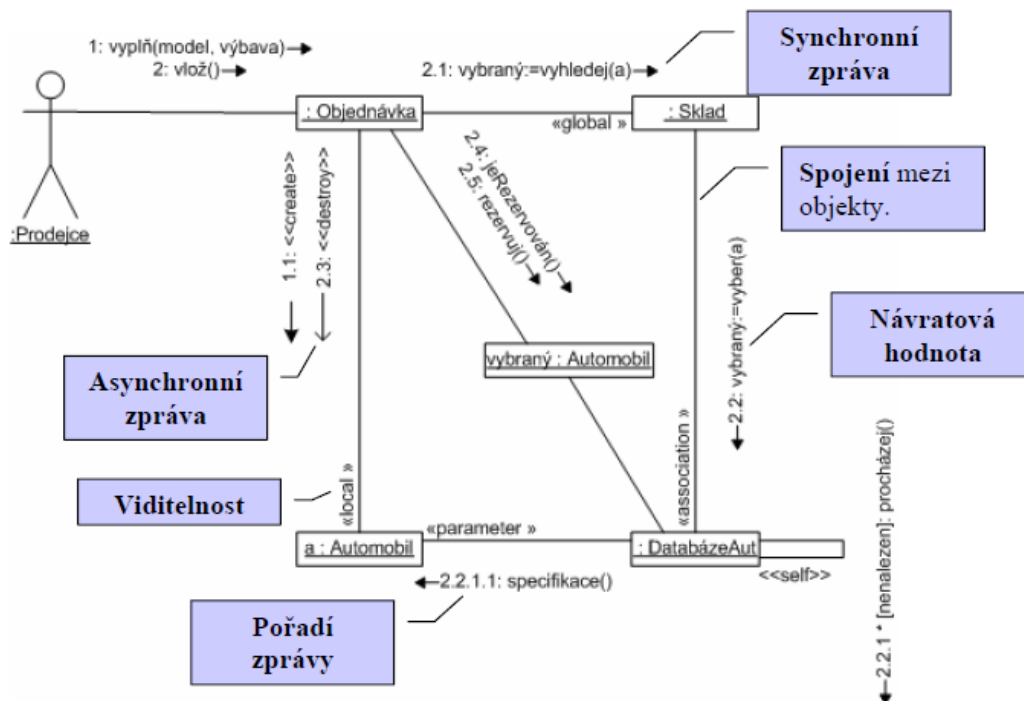 1: vyplň(model, výbava)
2: vlož()
2.1: vybraný:=vyhledej(a)
Synchronní
zpráva
: Objednávka
«global »
: Sklad
:Prodejce
1.1: <<create>>
2.3: <<destroy>>
2.4: jeRezervován()
2.5: rezervuj()
Spojení mezi
objekty.
2.2: vybraný:=vyber(a)
Návratová
hodnota
vybraný : Automobil
Asynchronní
zpráva
Viditelnost
«local »
«association »
2.2.1 * [nenalezen]: procházej()
«parameter »
a : Automobil
: DatabázeAut
<<self>>
2.2.1.1: specifikace()
Pořadí
zprávy